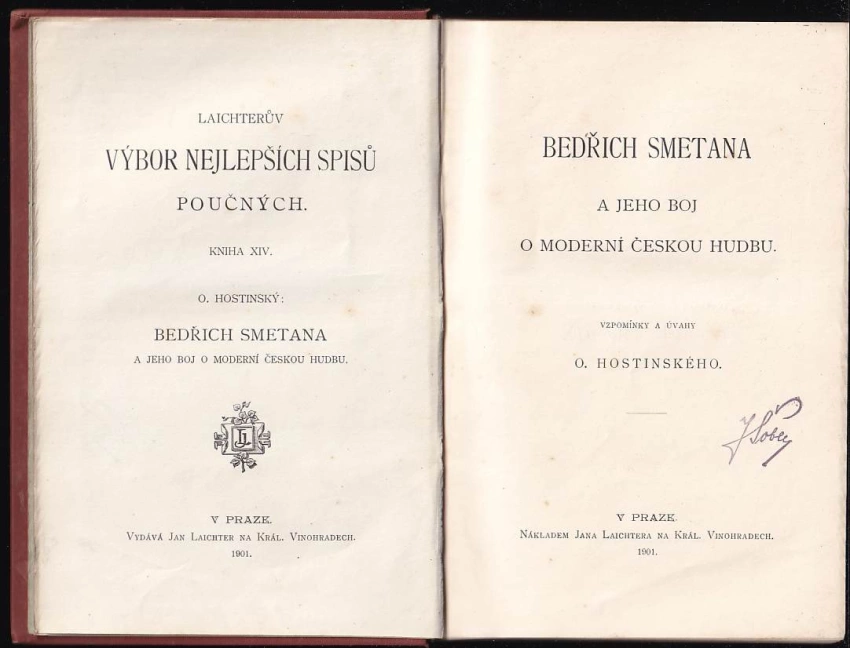 LAICHTERŮV
VÝBOR NEJLEPŠÍCH SPISŮ
POUČNÝCH.
KNIHA XIV.
O. HOSTINSKÝ:
BEDŘICH SMETANA
A JEHO BOJ O MODERNÍ ČESKOU HUDBU.
V PRAZE.
VYDÁVÁ JAN LAICHTER NA KRÁL. VINOHRADECH.
1901.
BEDŘICH SMETANA
A JEHO BOJ
O MODERNÍ ČESKOU HUDBU.
VZPOMÍNKY A ÚVAHY
O. HOSTINSKÉHO.
V PRAZE.
NÁKLADEM JANA LAICHTERA NA KRÁL. VINOHRADECH.
1901.